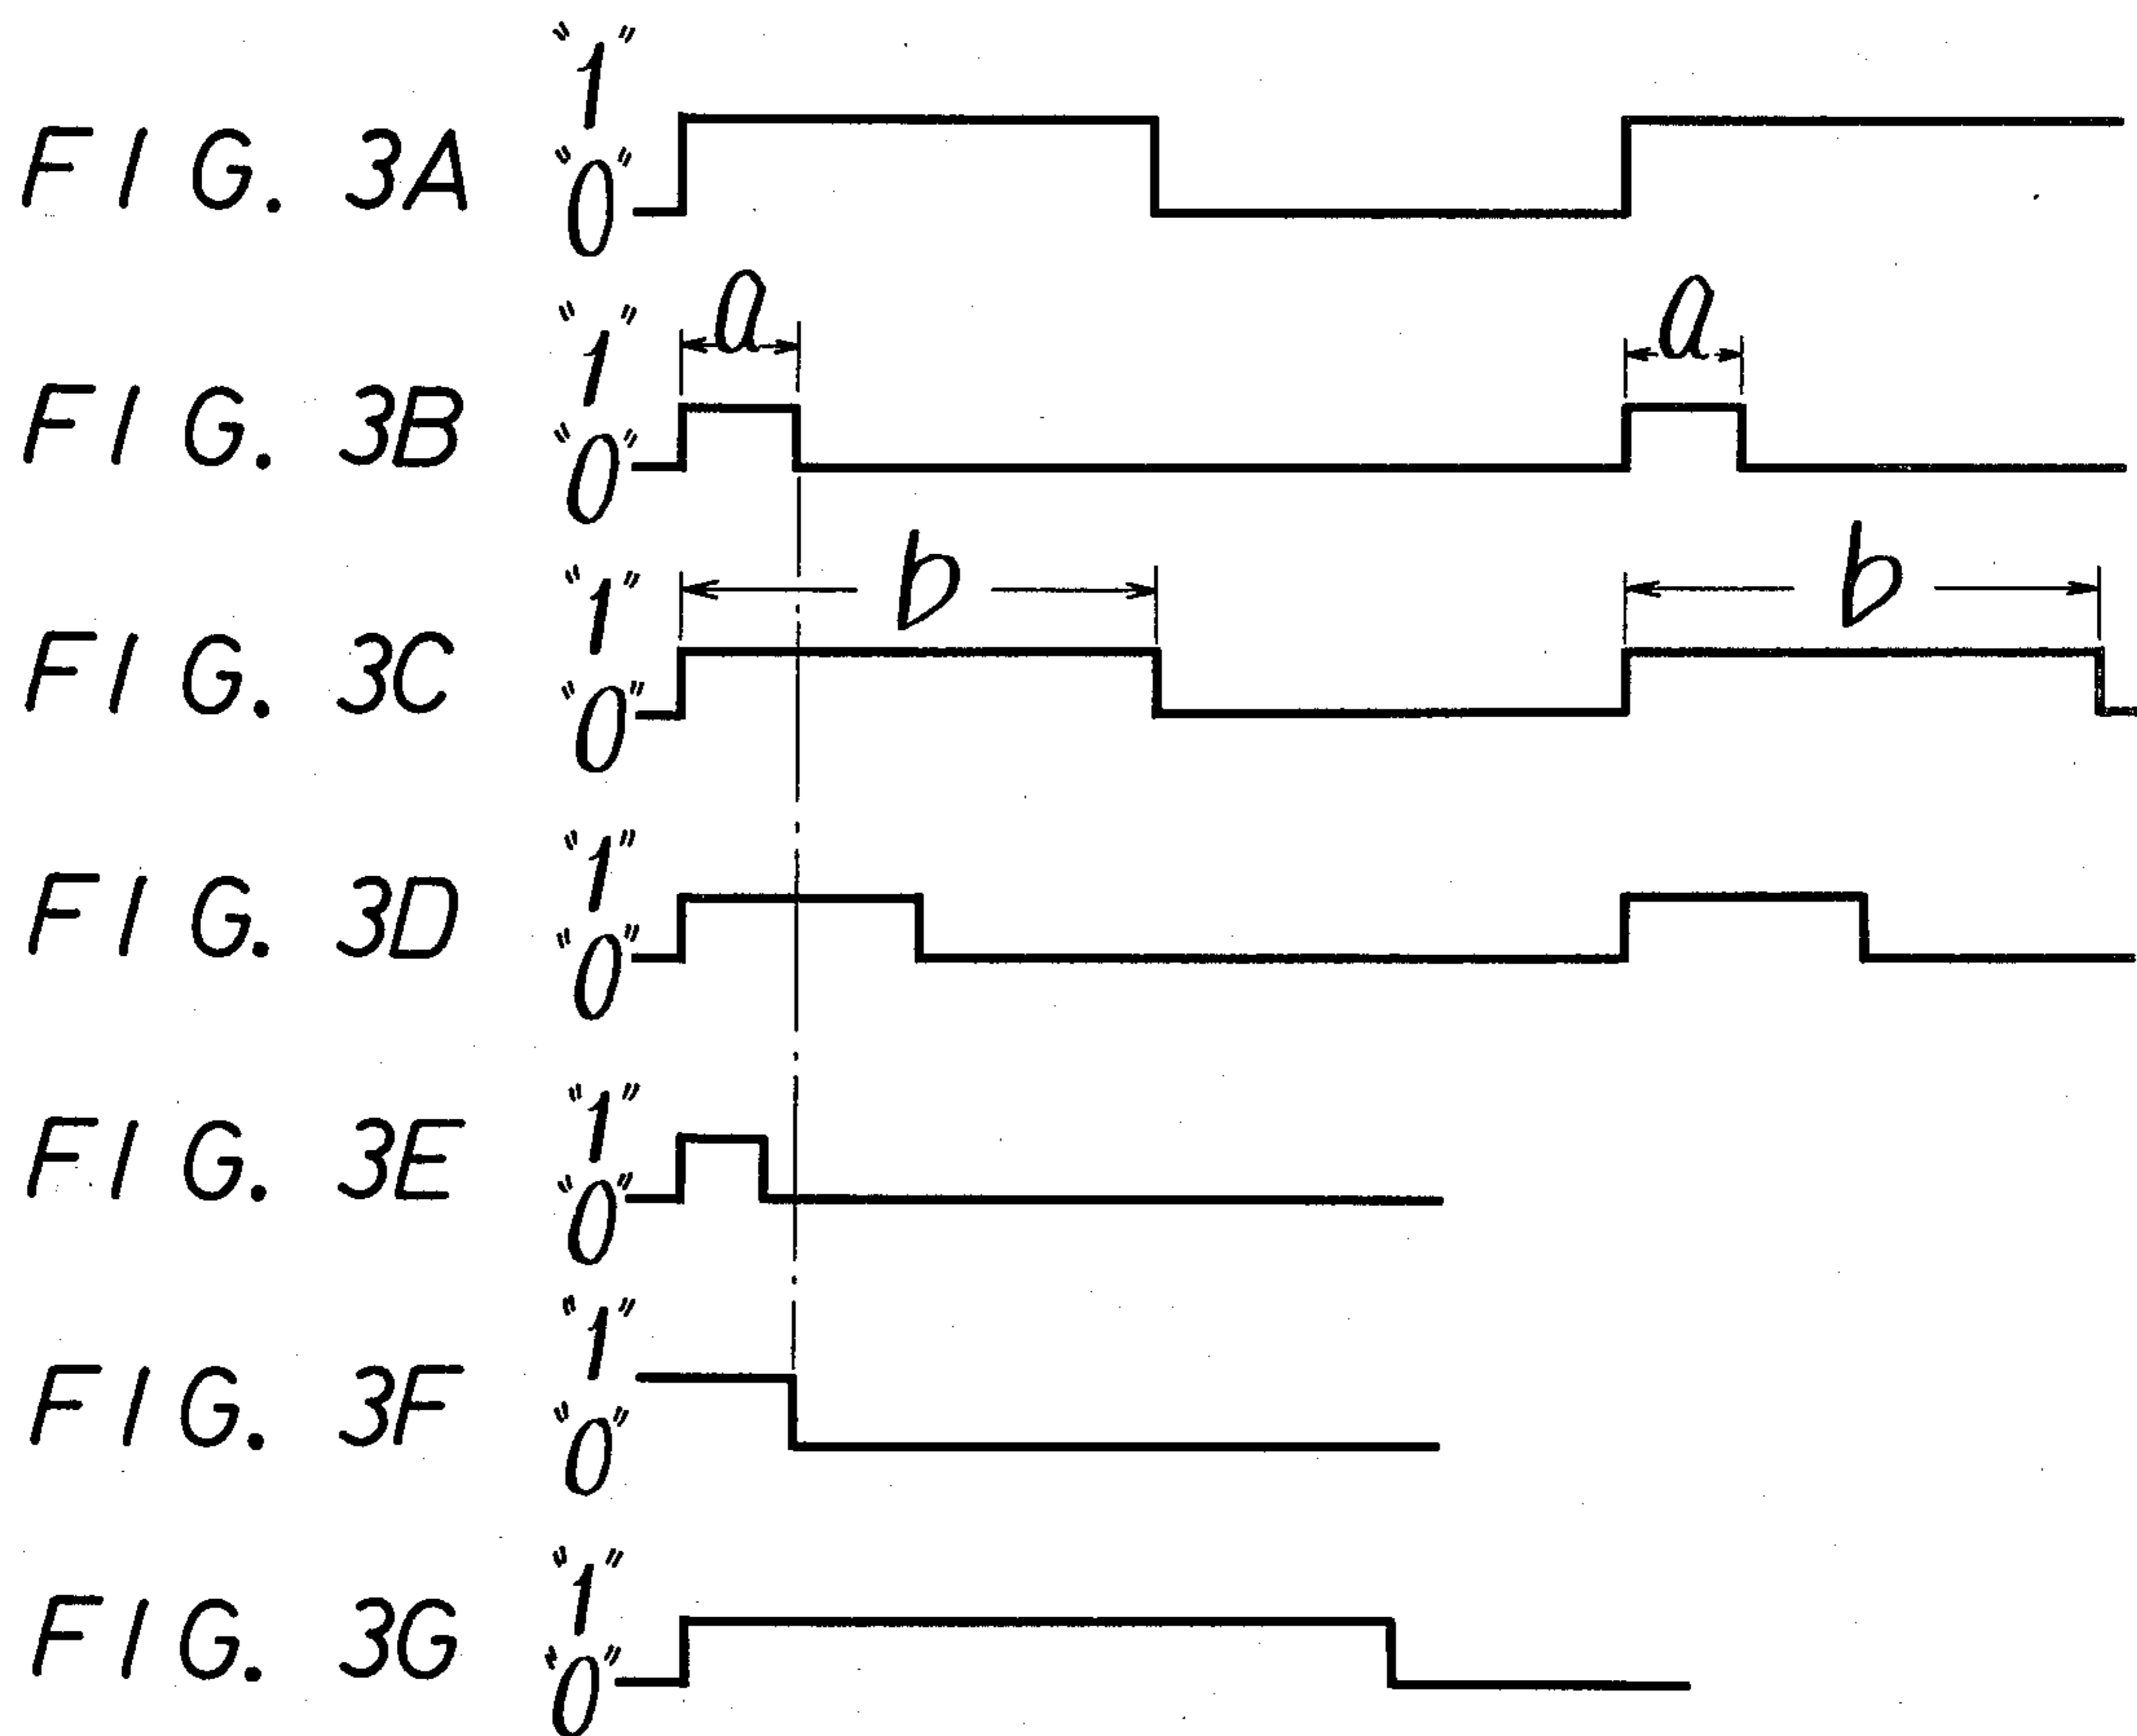 "1"
FIG. 3A
"0"
a
a
"1"
FIG. 3B
"0"
b
b
"1"
FIG. 3C
"0"
"1"
FIG. 3D
"0"
"1"
FIG. 3E
"0"
"1"
FIG. 3F
"0"
"1"
FIG. 3G
"0"